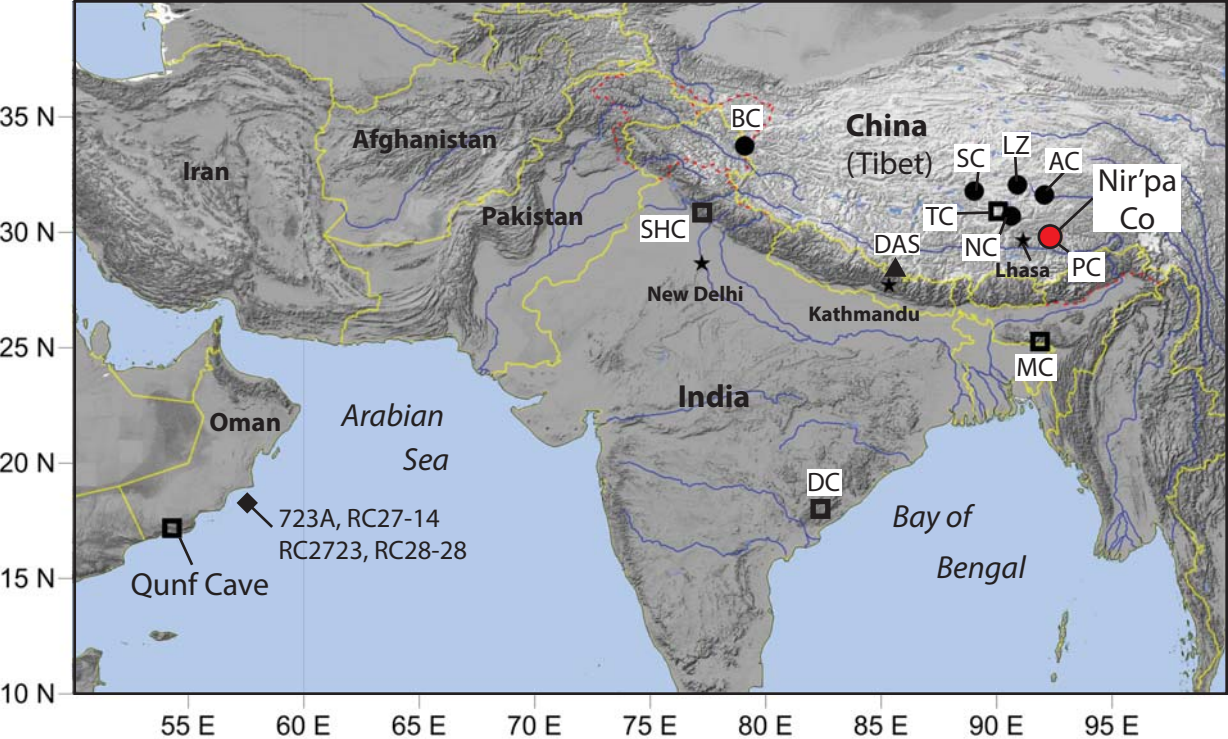 35 N
30 N
25 N
20 N
15 N
10 N
55 E
60 E
65 E
70 E
75 E
80 E
85 E
90 E
95 E
Iran
Afghanistan
Pakistan
BC
China
(Tibet)
SC
LZ
AC
Nir'pa
Co
TC
NC
Lhasa
PC
SHC
DAS
New Delhi
Kathmandu
MC
India
Oman
Arabian
Sea
DC
723A, RC27-14
RC2723, RC28-28
Qunf Cave
Bay of
Bengal